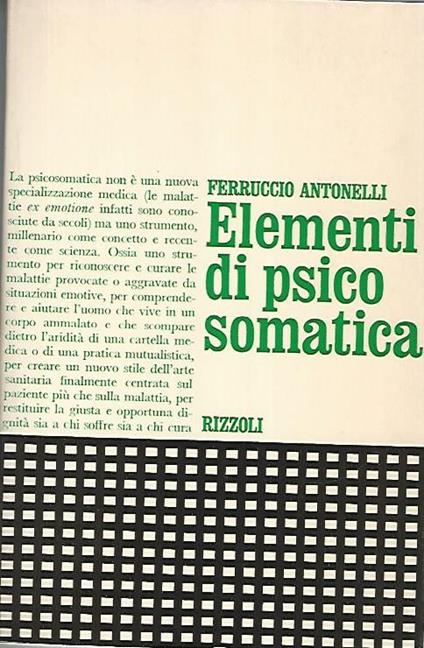 La psicosomatica non è una nuova
specializzazione medica (le malat-
tie ex emotione infatti sono cono-
sciute da secoli) ma uno strumento,
millenario come concetto e recen-
te come scienza. Ossia uno stru-
mento per riconoscere e curare le
malattie provocate o aggravate da
situazioni emotive, per comprende-
re e aiutare l'uomo che vive in un
corpo ammalato e che scompare
dietro l'aridità di una cartella me-
dica o di una pratica mutualistica,
per creare un nuovo stile dell'arte
sanitaria finalmente centrata sul
paziente più che sulla malattia, per
restituire la giusta e opportuna di-
gnità sia a chi soffre sia a chi cura
FERRUCCIO ANTONELLI
Elementi
di psico
somatica
RIZZOLI